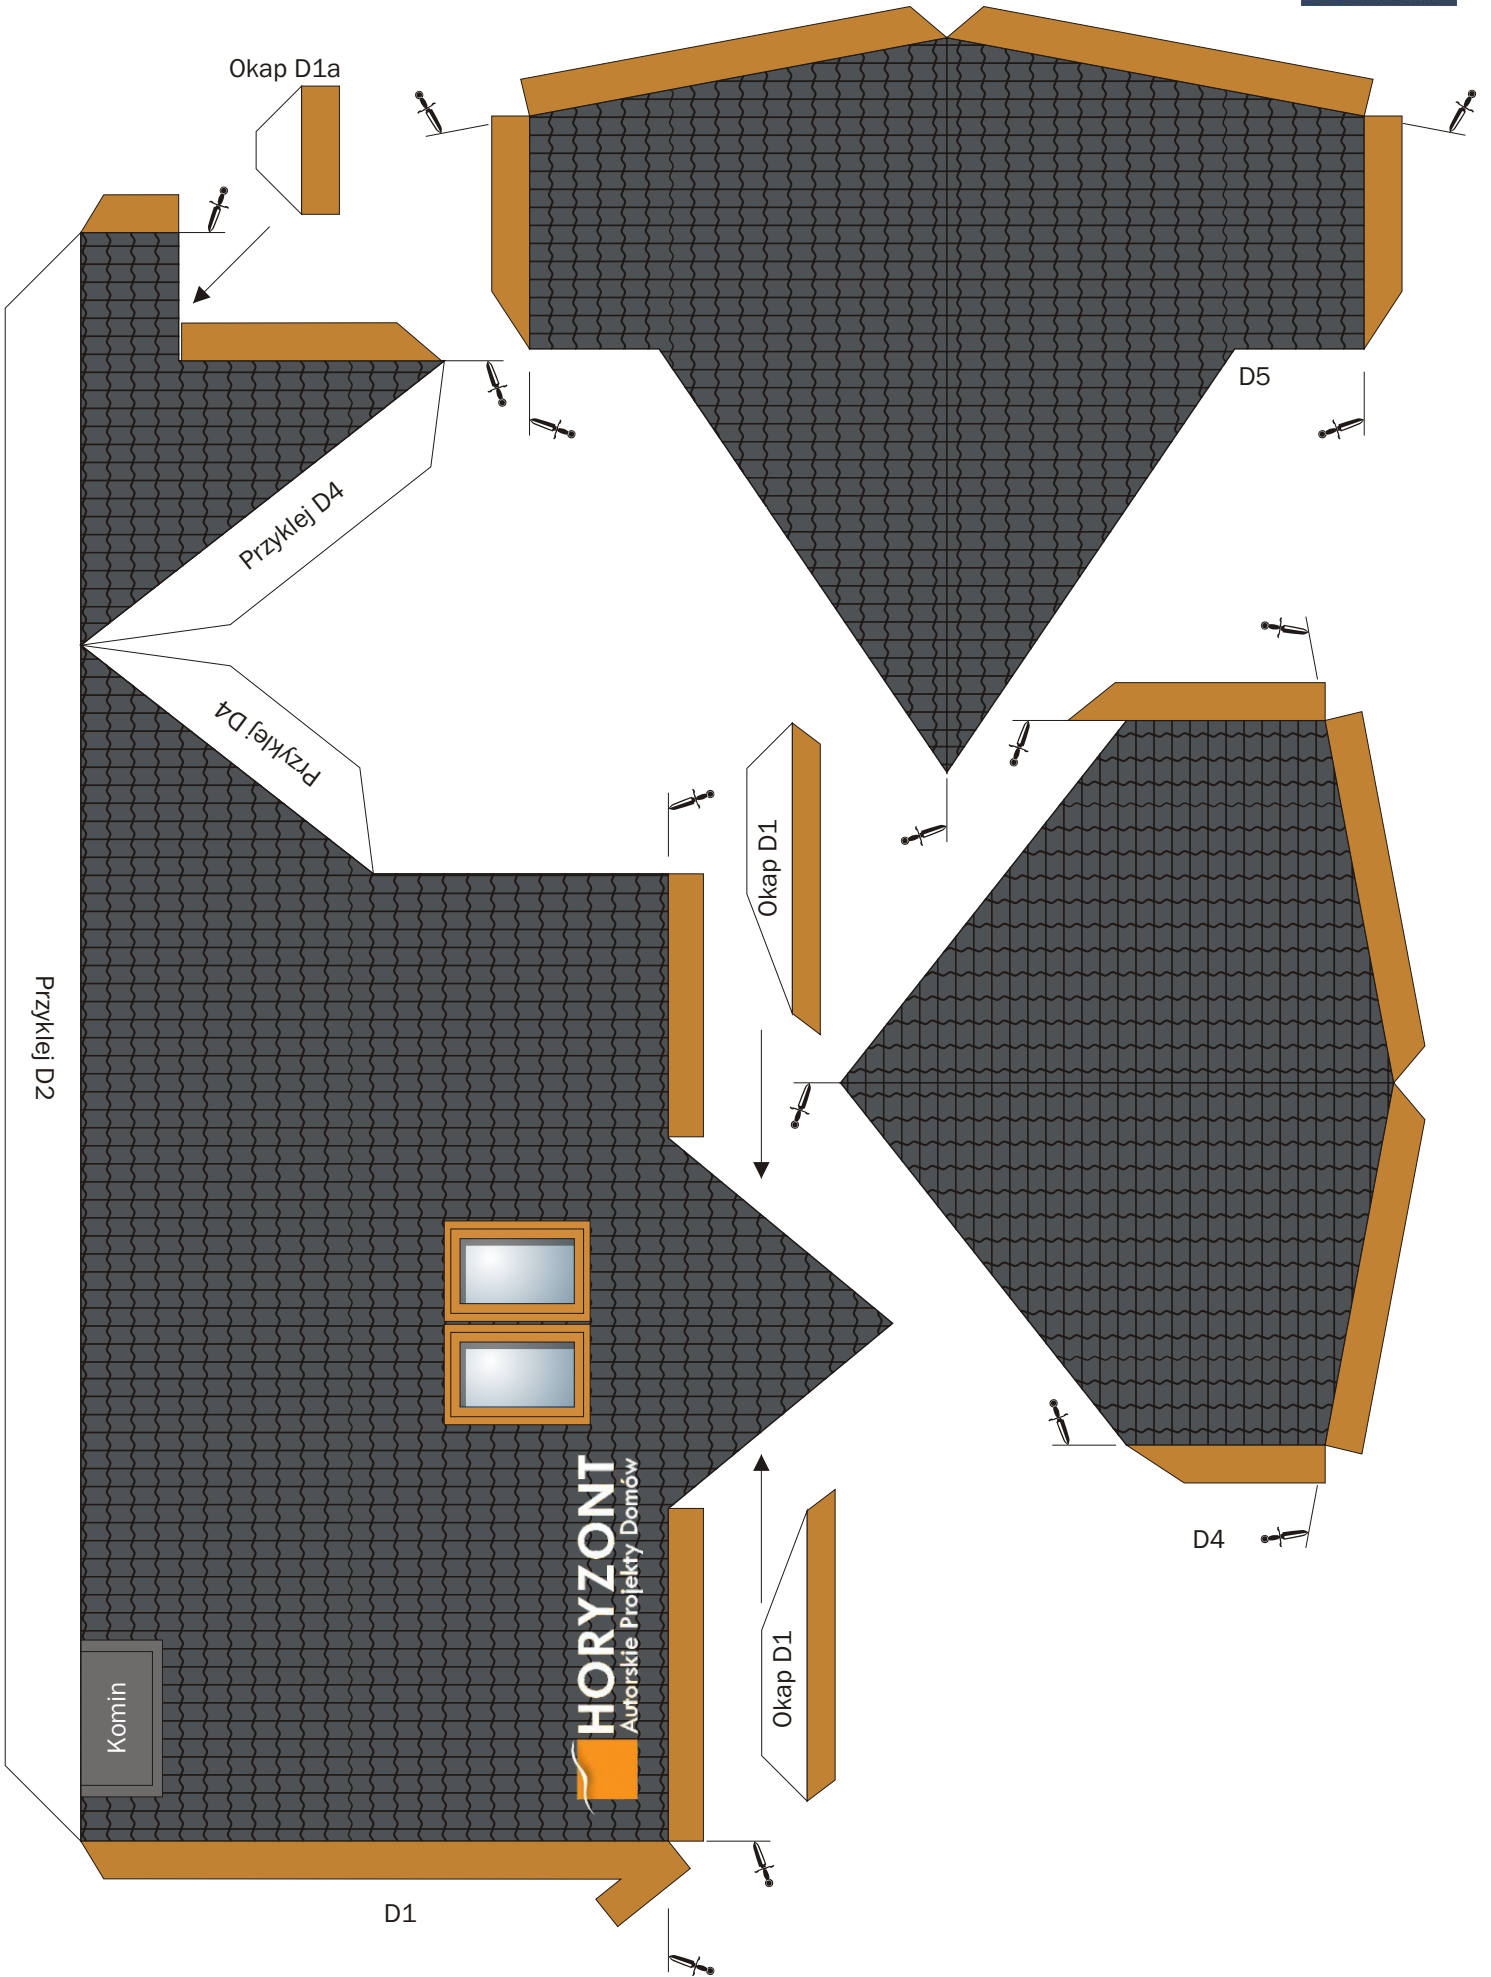 Okap D1a
D5
Przyklej D4
Przyklej D4
Okap D1
Przyklej D2
HORYZONT
Autorskie Projekty Domów
D4
Okap D1
Komin
D1